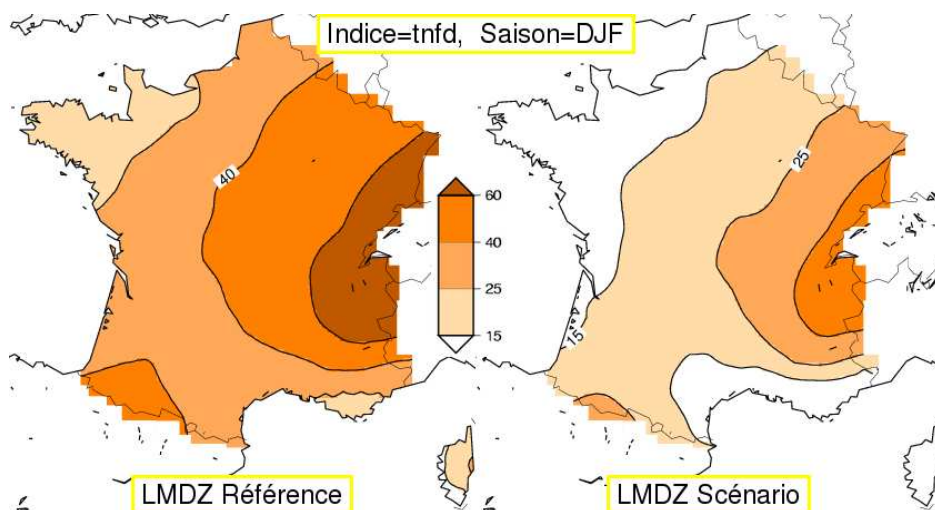 Indice=tnfd, Saison=DJF
40
60
40
25
15
25
15
LMDZ Référence
LMDZ Scénario